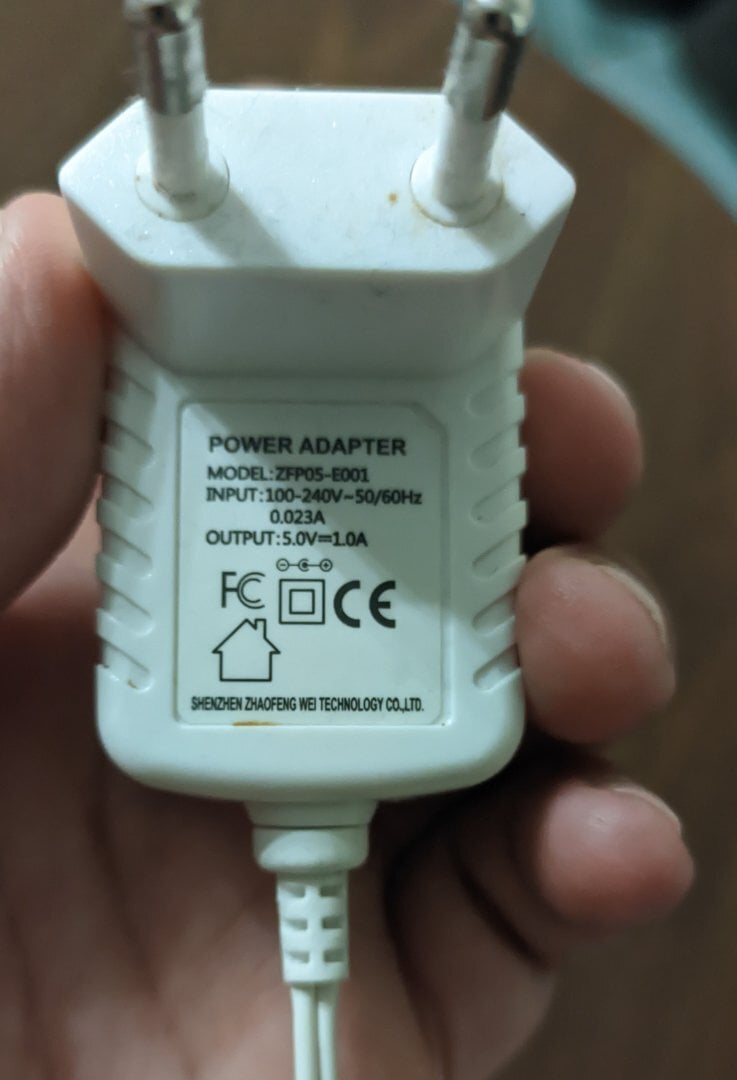 POWER ADAPTER
MODEL:ZFP05-E001
INPUT:100-240V~50/60Hz
0.023A
OUTPUT:5.0V⎓1.0A
FC CE
SHENZHEN ZHAOFENG WEI TECHNOLOGY CO.,LTD.